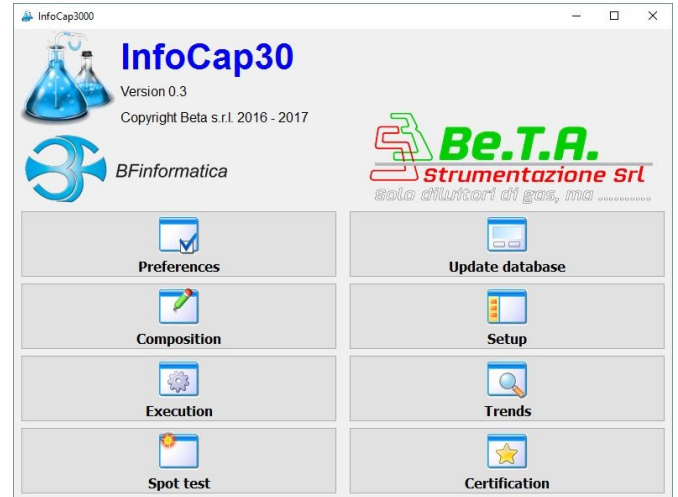 InfoCap3000
InfoCap30
Version 0.3
Copyright Beta s.r.l. 2016 - 2017
BFinformatica
Be.T.A.
Strumentazione Srl
Solo diluitori di gas, ma ...........
Preferences
Update database
Composition
Setup
Execution
Trends
Spot test
Certification